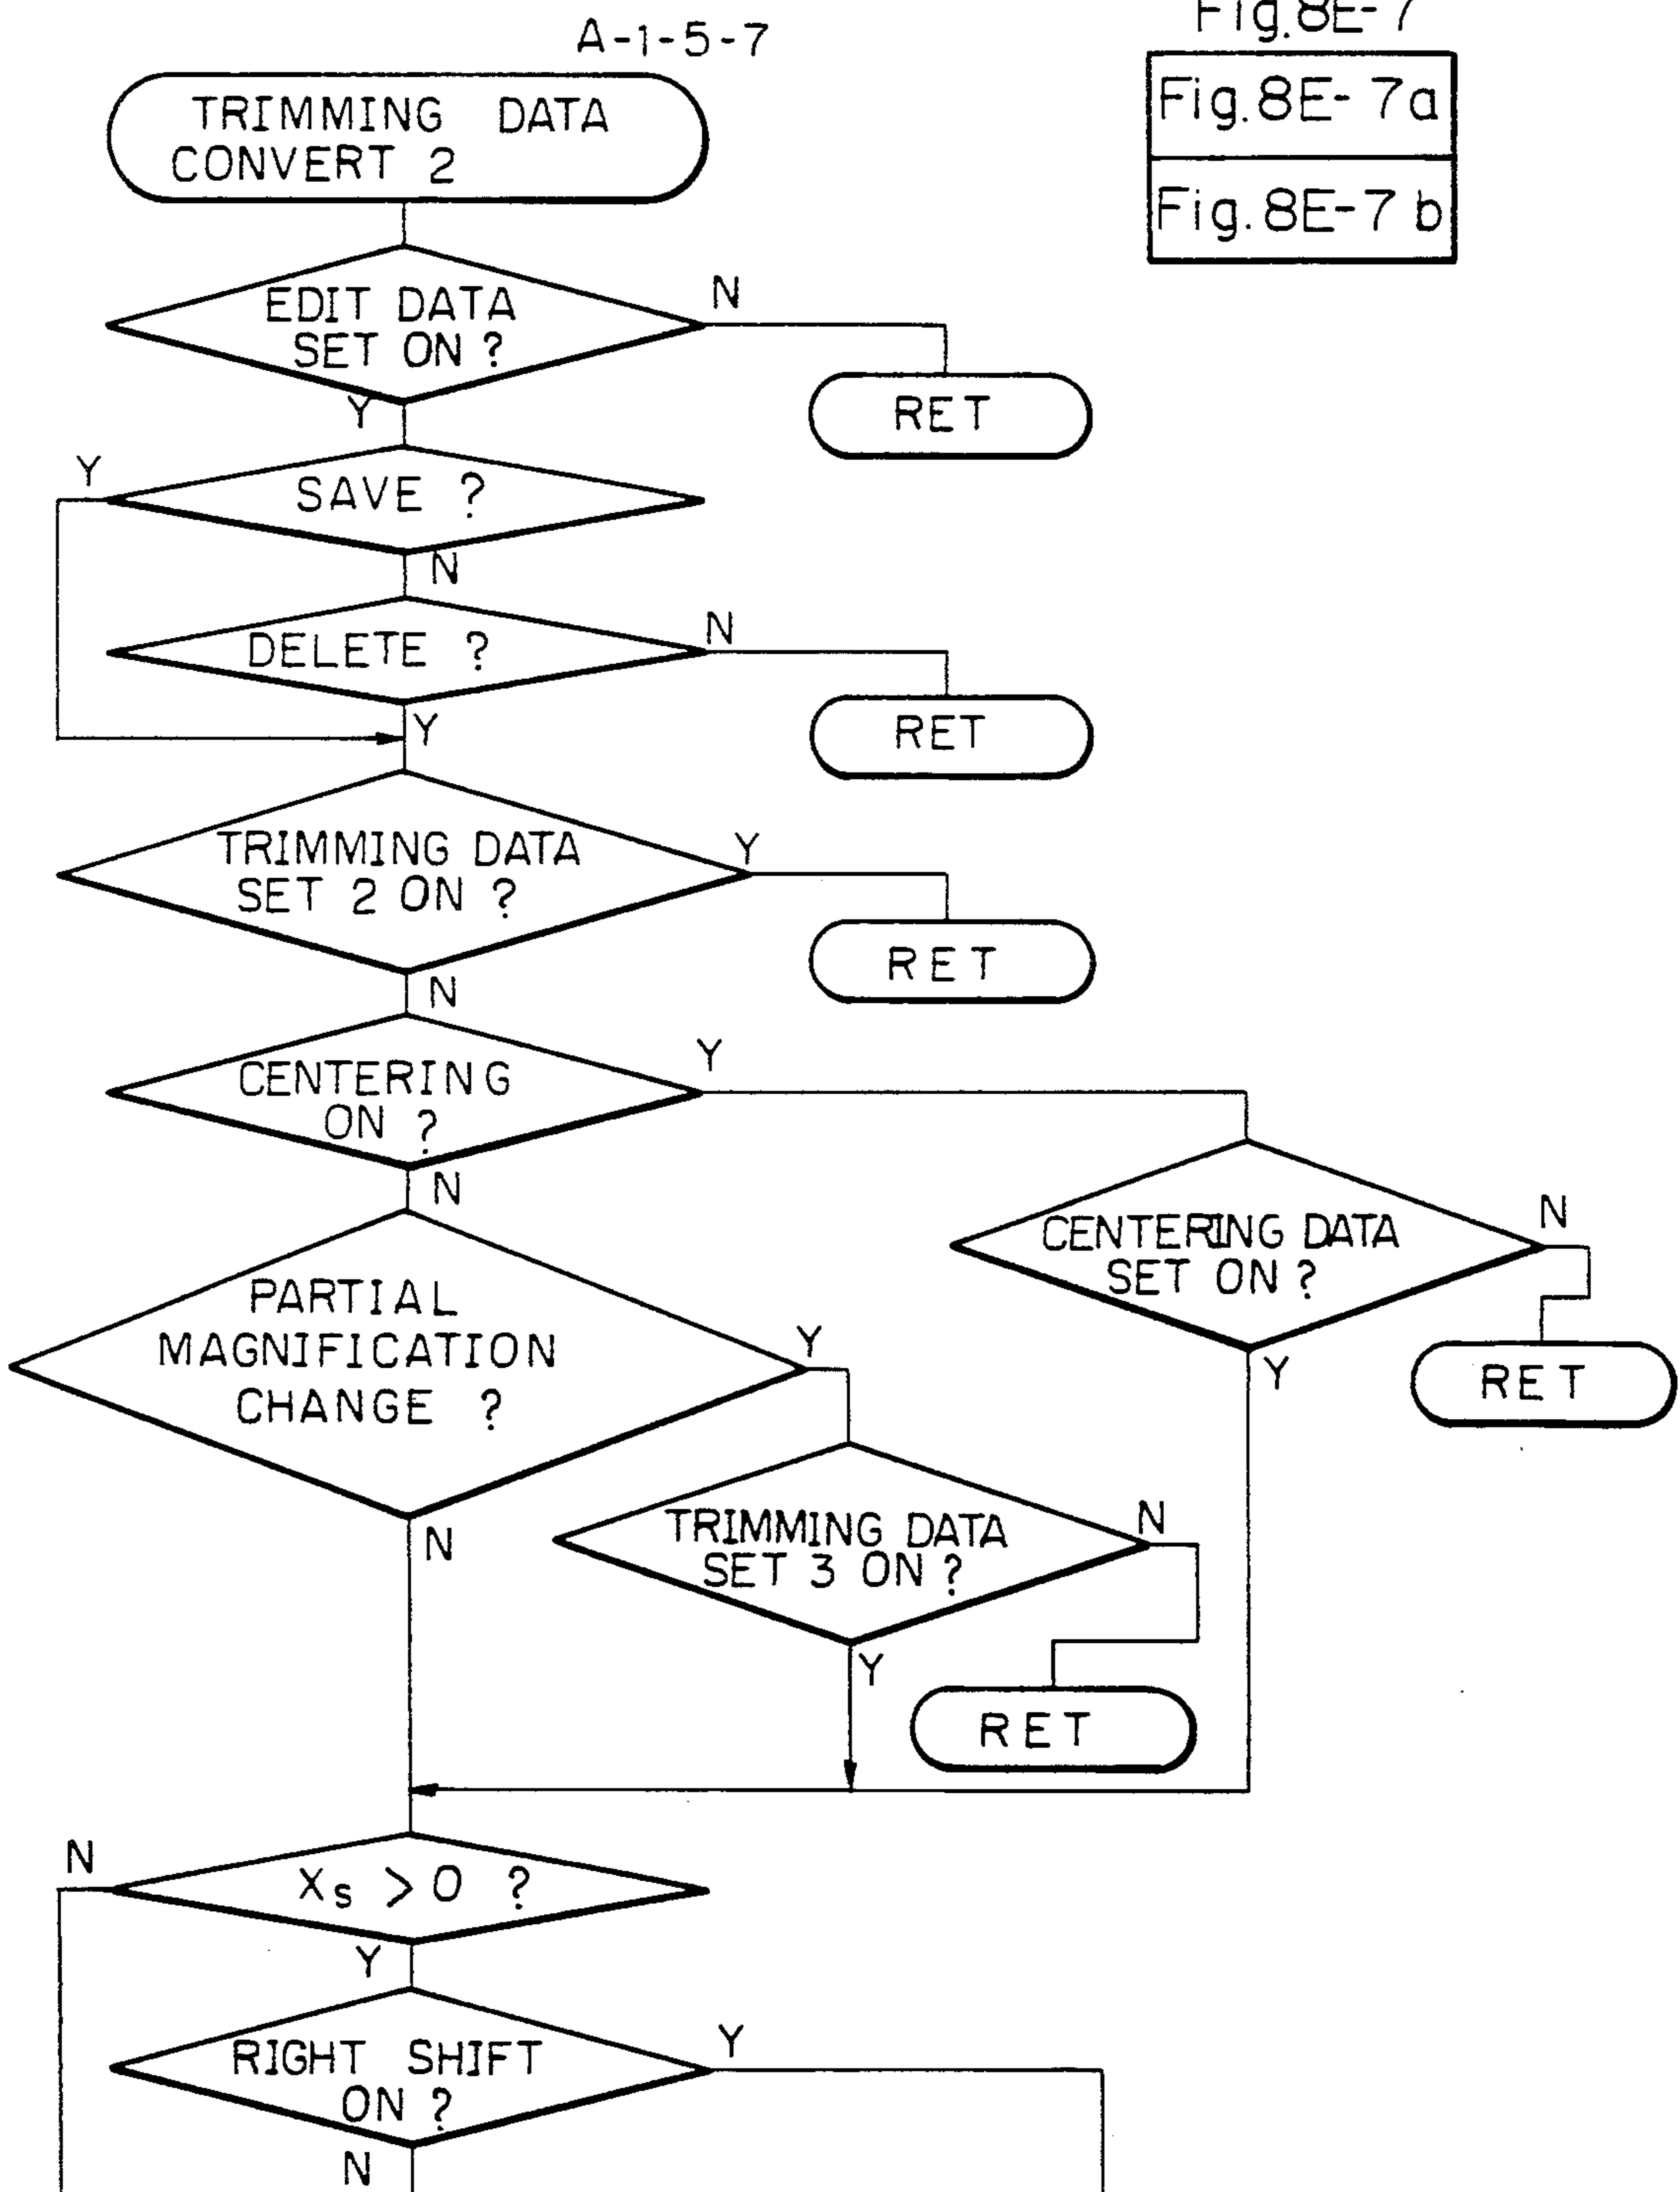 A-1-5-7
Fig.8E-7
Fig.8E-7a
Fig.8E-7b
TRIMMING DATA
CONVERT 2
EDIT DATA
SET ON ?
N
RET
Y
SAVE ?
Y
N
DELETE ?
N
RET
Y
TRIMMING DATA
SET 2 ON ?
Y
RET
N
CENTERING
ON ?
Y
N
CENTERING DATA
SET ON ?
N
RET
Y
PARTIAL
MAGNIFICATION
CHANGE ?
Y
N
TRIMMING DATA
SET 3 ON ?
N
RET
Y
Xs > 0 ?
N
Y
RIGHT SHIFT
ON ?
Y
N